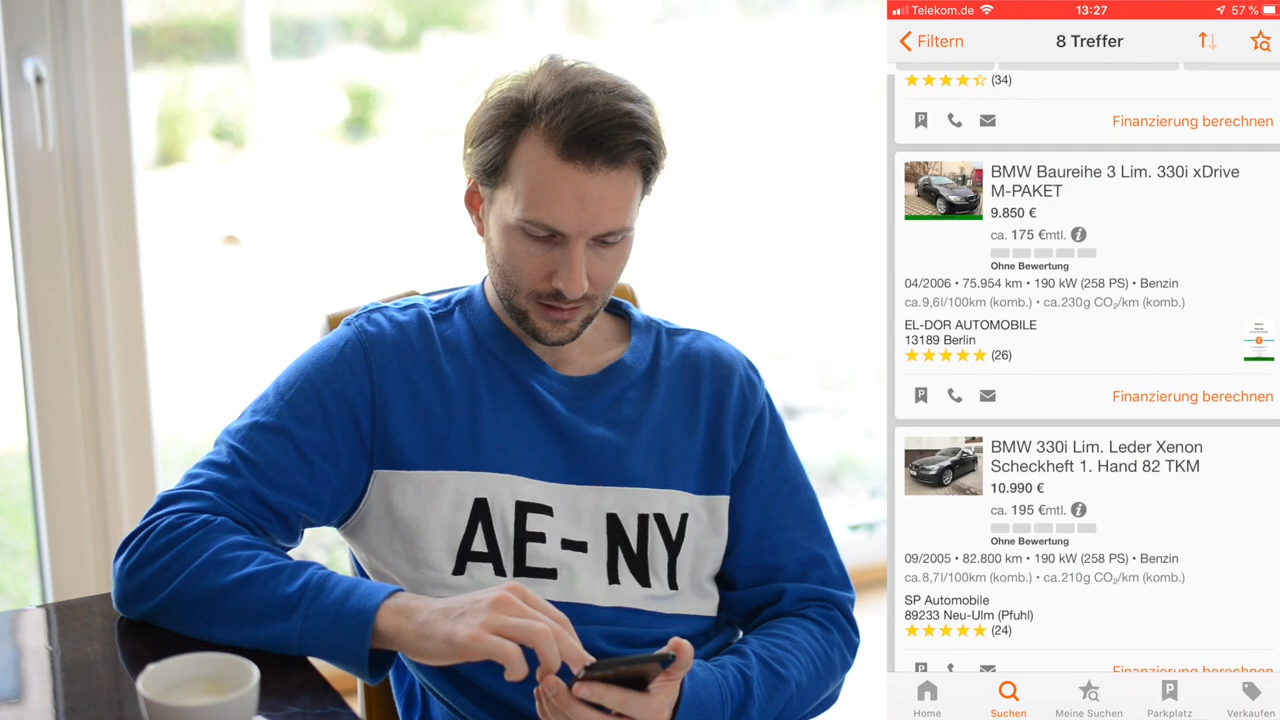 AE-NY
Telekom.de
13:27
57 %
Filtern
8 Treffer
(34)
Finanzierung berechnen
BMW Baureihe 3 Lim. 330i xDrive
M-PAKET
9.850 €
ca. 175 €mtl.
Ohne Bewertung
04/2006 • 75.954 km • 190 kW (258 PS) • Benzin
ca.9,6l/100km (komb.) • ca.230g CO₂/km (komb.)
EL-DOR AUTOMOBILE
13189 Berlin
(26)
Finanzierung berechnen
BMW 330i Lim. Leder Xenon
Scheckheft 1. Hand 82 TKM
10.990 €
ca. 195 €mtl.
Ohne Bewertung
09/2005 • 82.800 km • 190 kW (258 PS) • Benzin
ca.8,7l/100km (komb.) • ca.210g CO₂/km (komb.)
SP Automobile
89233 Neu-Ulm (Pfuhl)
(24)
Finanzierung berechnen
Home
Suchen
Meine Suchen
Parkplatz
Verkaufen